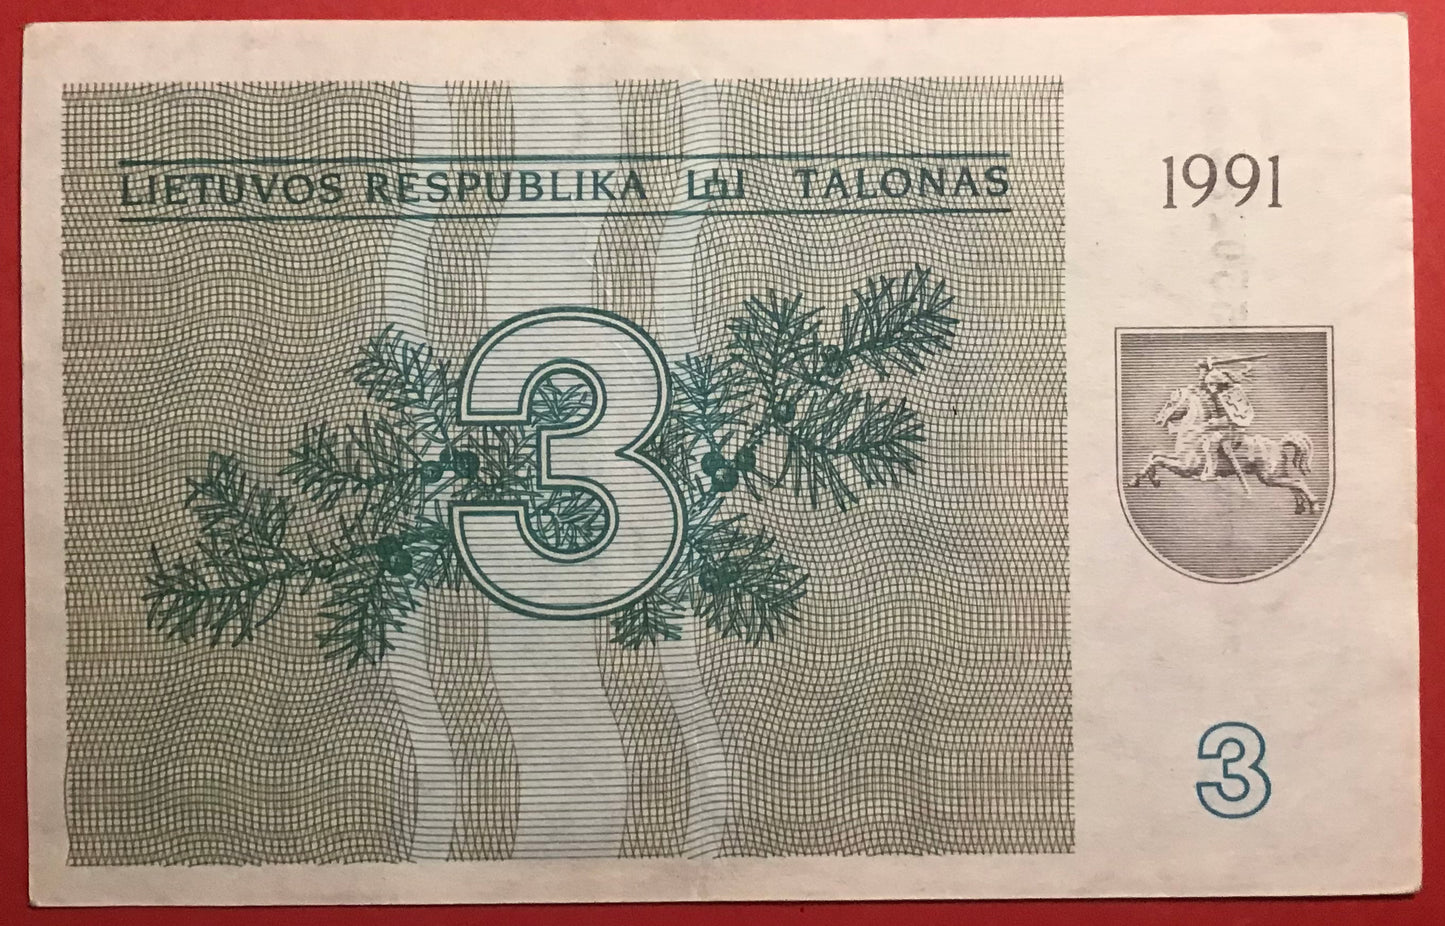 LIETUVOS RESPUBLIKA TALONAS
1991
3
3